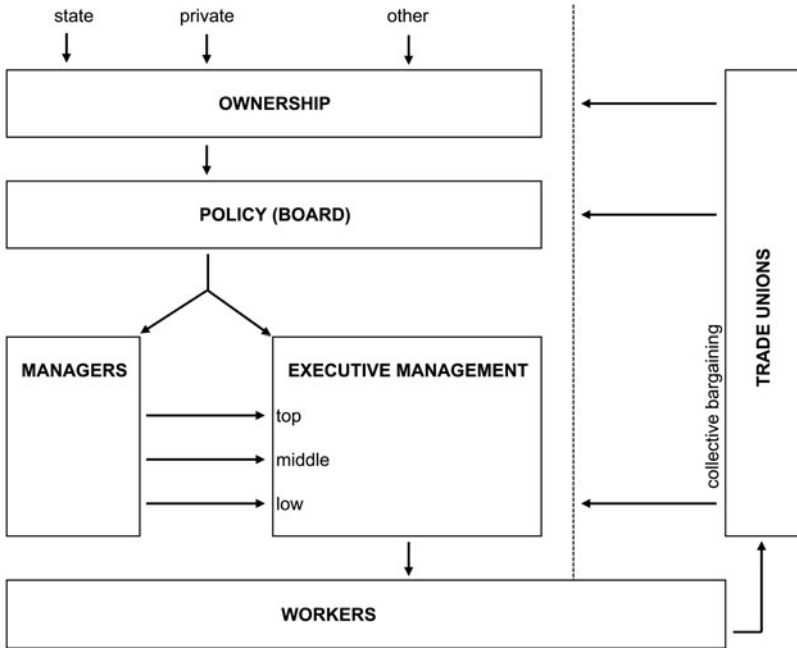 state
private
other
OWNERSHIP
POLICY (BOARD)
MANAGERS
EXECUTIVE MANAGEMENT
top
middle
low
WORKERS
collective bargaining
TRADE UNIONS